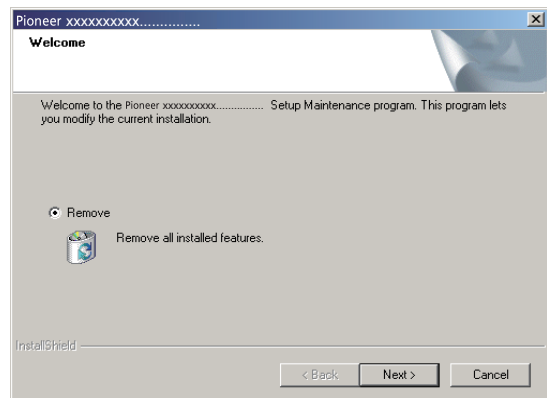 Pioneer xxxxxxxxxx...............
Welcome
Welcome to the Pioneer xxxxxxxxxx................ Setup Maintenance program. This program lets
you modify the current installation.
Remove
Remove all installed features.
InstallShield
< Back
Next >
Cancel